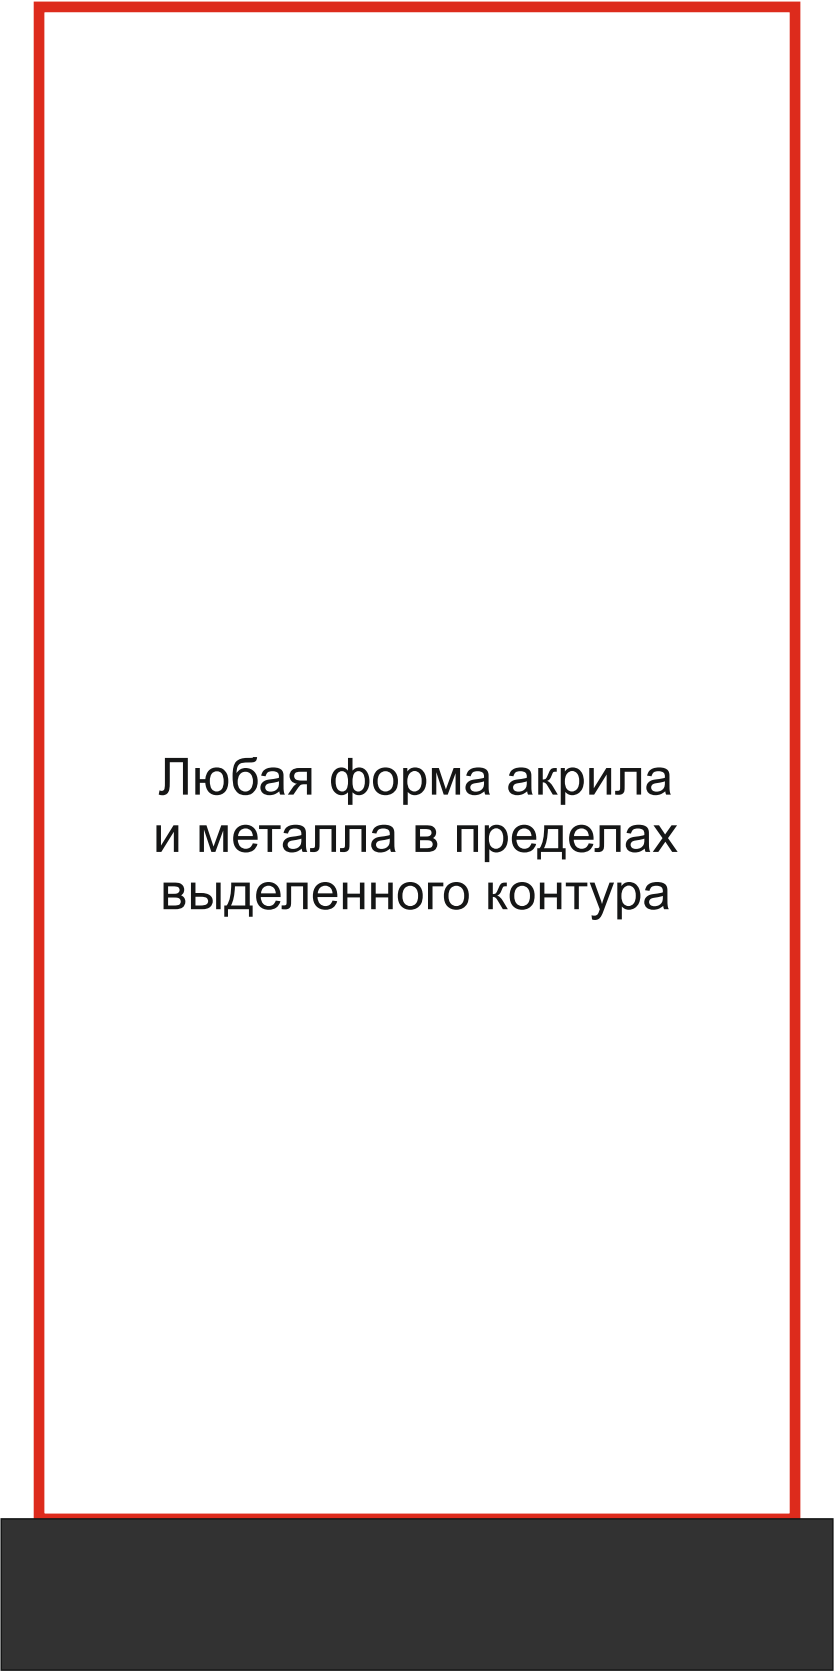 Любая форма акрила
и металла в пределах
выделенного контура